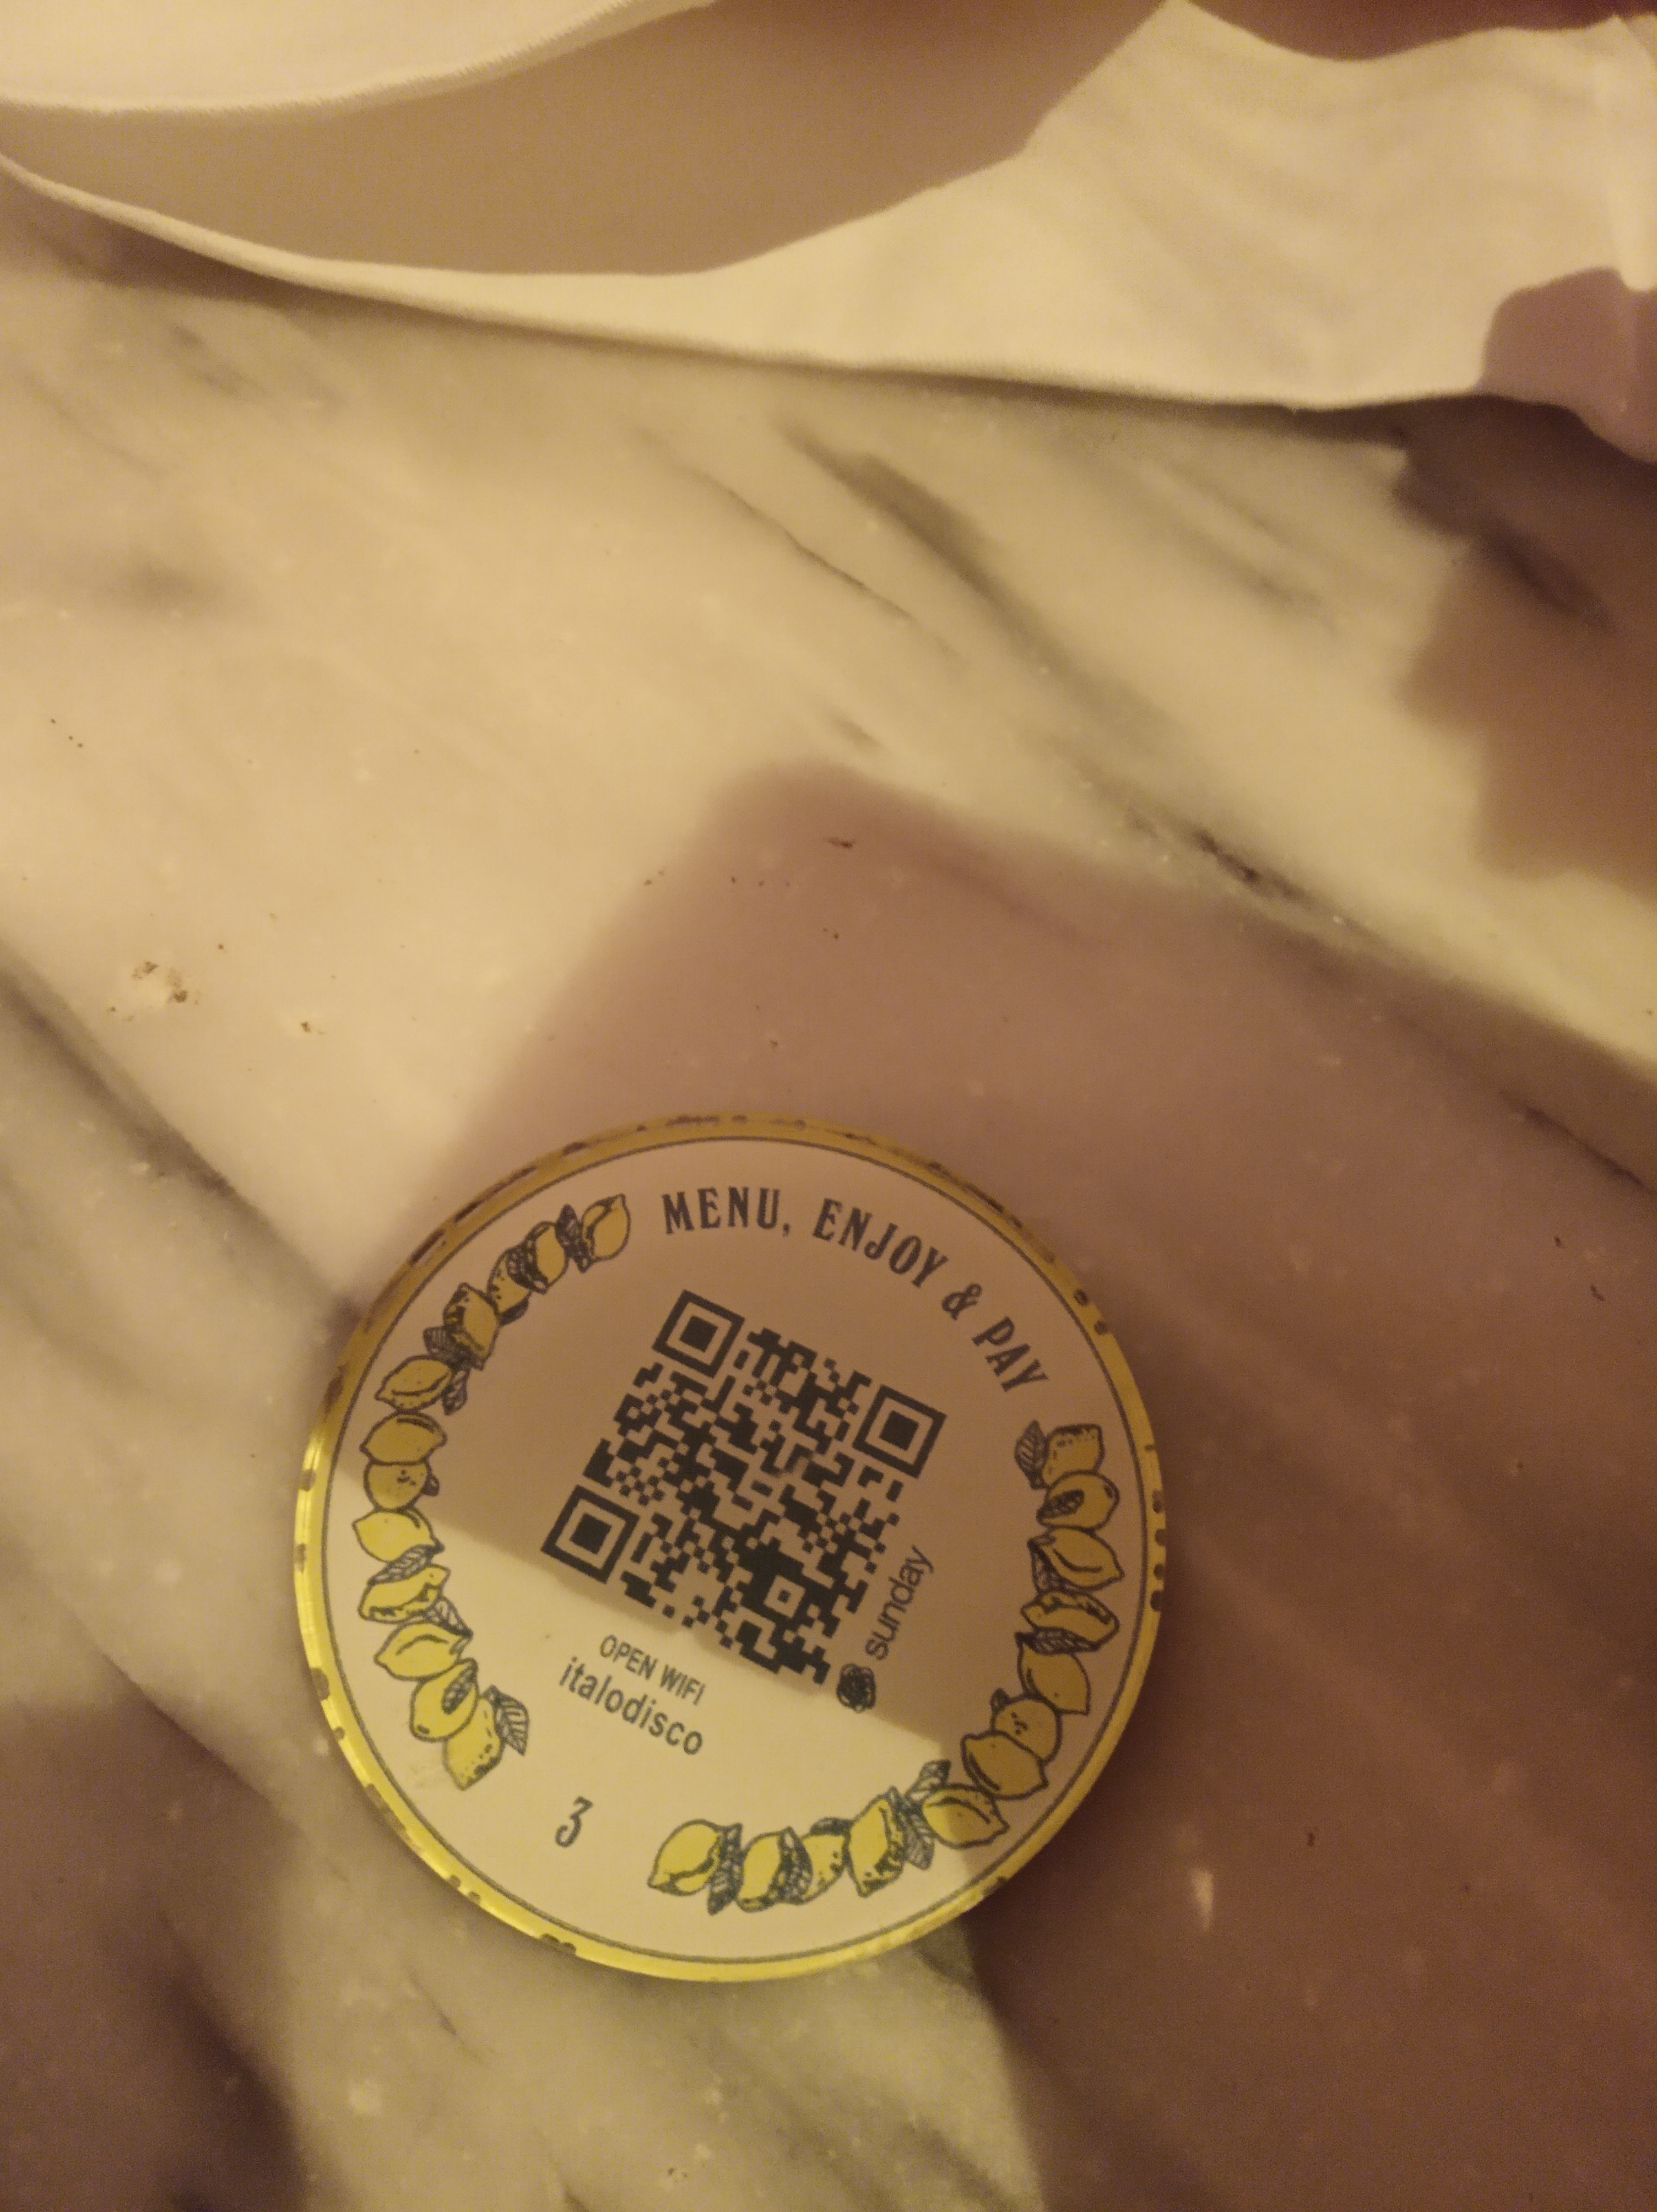 MENU, ENJOY & PAY
sunday
OPEN WIFI
italodisco
3